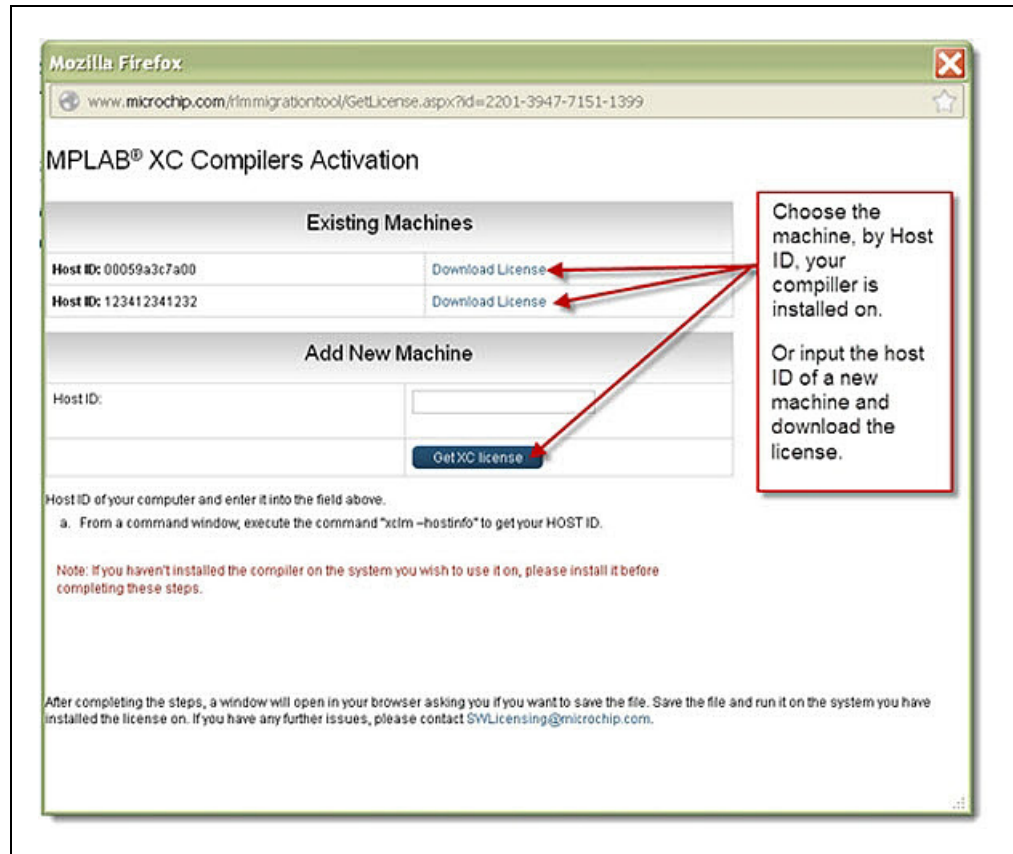 Mozilla Firefox
www.microchip.com/rlmmigrationtool/GetLicense.aspx?id=2201-3947-7151-1399
MPLAB® XC Compilers Activation
Existing Machines
Host ID: 00059a3c7a00 Download License
Host ID: 123412341232 Download License
Add New Machine
Host ID:
Get XC license
Choose the
machine, by Host
ID, your
compiller is
installed on.
Or input the host
ID of a new
machine and
download the
license.
Host ID of your computer and enter it into the field above.
a. From a command window, execute the command "xclm –hostinfo" to get your HOST ID.
Note: If you haven't installed the compiler on the system you wish to use it on, please install it before
completing these steps.
After completing the steps, a window will open in your browser asking you if you want to save the file. Save the file and run it on the system you have
installed the license on. If you have any further issues, please contact SWLicensing@microchip.com.